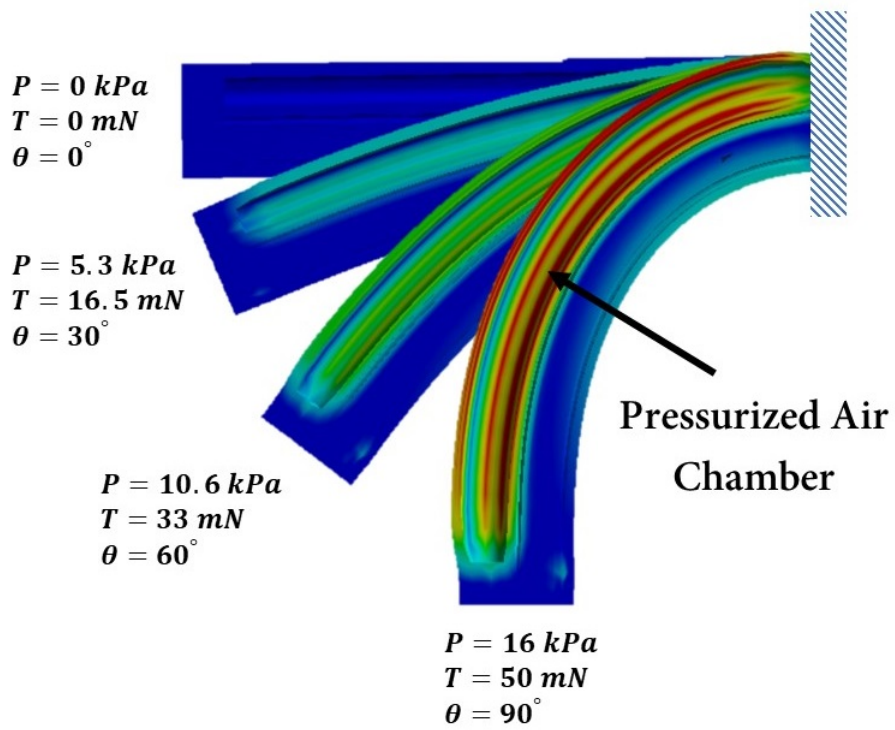 P = 0 kPa
T = 0 mN
θ = 0°
P = 5.3 kPa
T = 16.5 mN
θ = 30°
P = 10.6 kPa
T = 33 mN
θ = 60°
Pressurized Air
Chamber
P = 16 kPa
T = 50 mN
θ = 90°